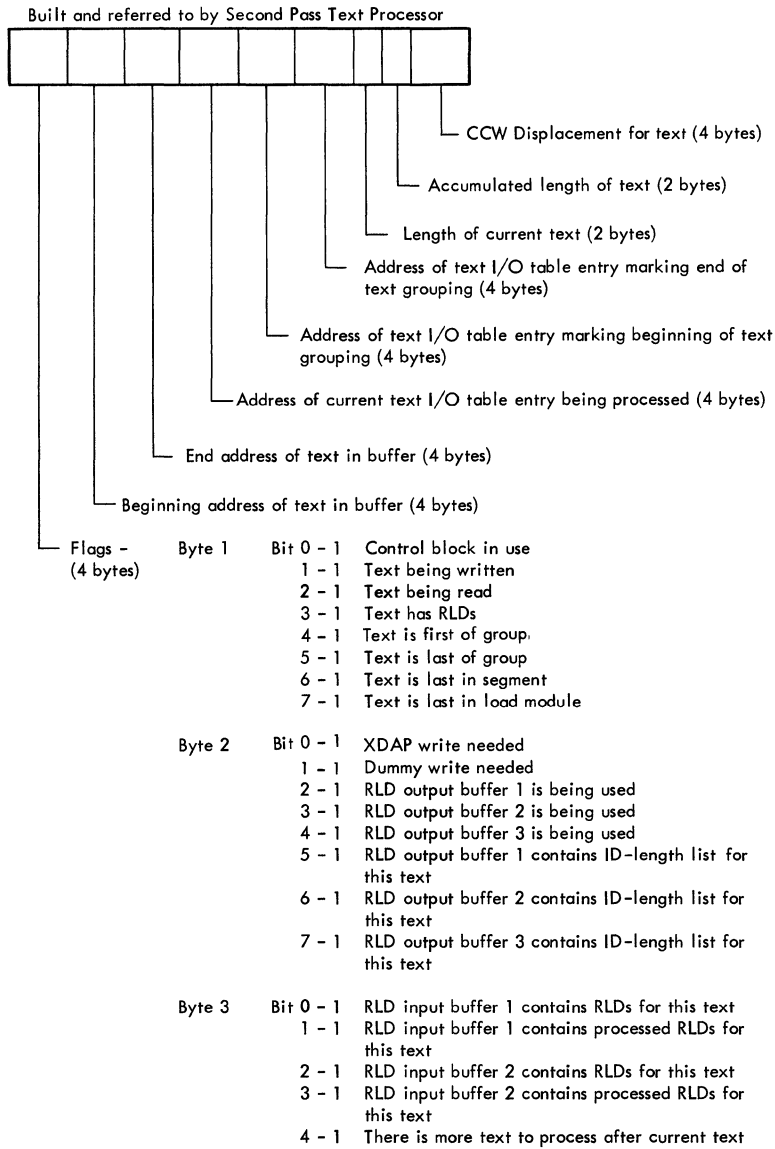 Built and referred to by Second Pass Text Processor
CCW Displacement for text (4 bytes)
Accumulated length of text (2 bytes)
Length of current text (2 bytes)
Address of text I/O table entry marking end of
text grouping (4 bytes)
Address of text I/O table entry marking beginning of text
grouping (4 bytes)
Address of current text I/O table entry being processed (4 bytes)
End address of text in buffer (4 bytes)
Beginning address of text in buffer (4 bytes)
Flags – Byte 1 Bit 0 – 1 Control block in use
(4 bytes) 1 – 1 Text being written
2 – 1 Text being read
3 – 1 Text has RLDs
4 – 1 Text is first of group
5 – 1 Text is last of group
6 – 1 Text is last in segment
7 – 1 Text is last in load module
Byte 2 Bit 0 – 1 XDAP write needed
1 – 1 Dummy write needed
2 – 1 RLD output buffer 1 is being used
3 – 1 RLD output buffer 2 is being used
4 – 1 RLD output buffer 3 is being used
5 – 1 RLD output buffer 1 contains ID–length list for
this text
6 – 1 RLD output buffer 2 contains ID–length list for
this text
7 – 1 RLD output buffer 3 contains ID–length list for
this text
Byte 3 Bit 0 – 1 RLD input buffer 1 contains RLDs for this text
1 – 1 RLD input buffer 1 contains processed RLDs for
this text
2 – 1 RLD input buffer 2 contains RLDs for this text
3 – 1 RLD input buffer 2 contains processed RLDs for
this text
4 – 1 There is more text to process after current text